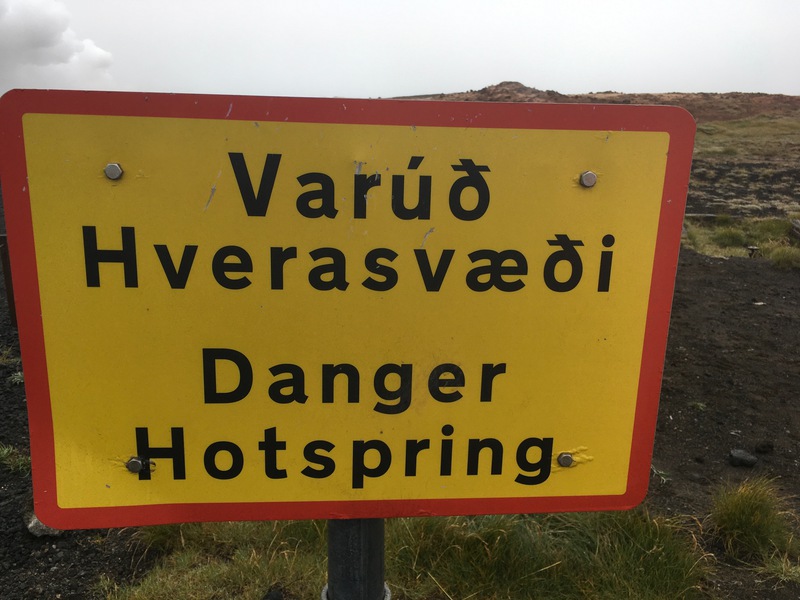 Varúð
Hverasvæði
Danger
Hotspring